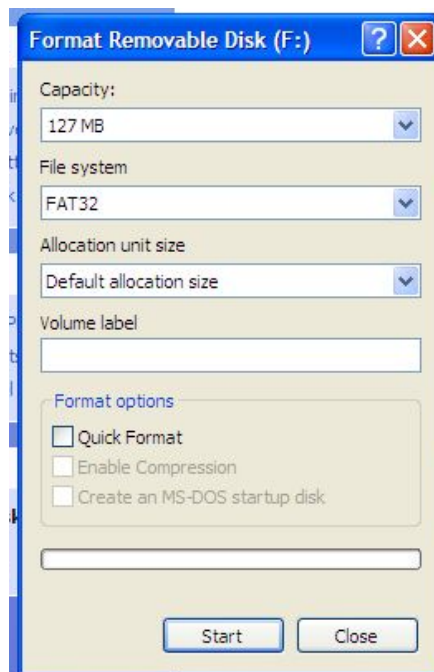 Format Removable Disk (F:)
Capacity:
127 MB
File system
FAT32
Allocation unit size
Default allocation size
Volume label
Format options
Quick Format
Enable Compression
Create an MS-DOS startup disk
Start
Close